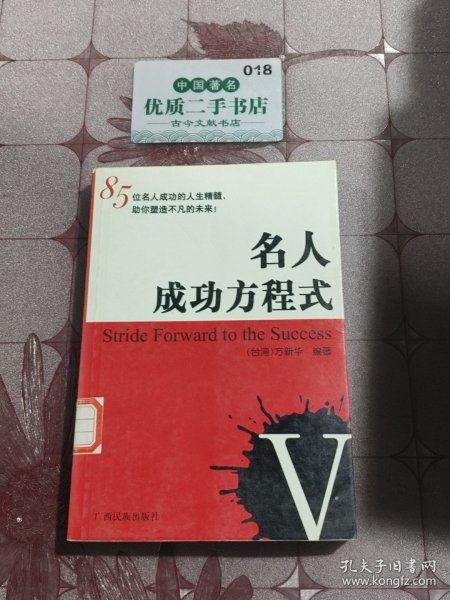 018
中国著名
优质二手书店
古今文献书店
85位名人成功的人生精髓、
助你塑造不凡的未来!
名人
成功方程式
Stride Forward to the Success
(台湾)万新华 编著
V
广西民族出版社
孔夫子旧书网
www.kongfz.com